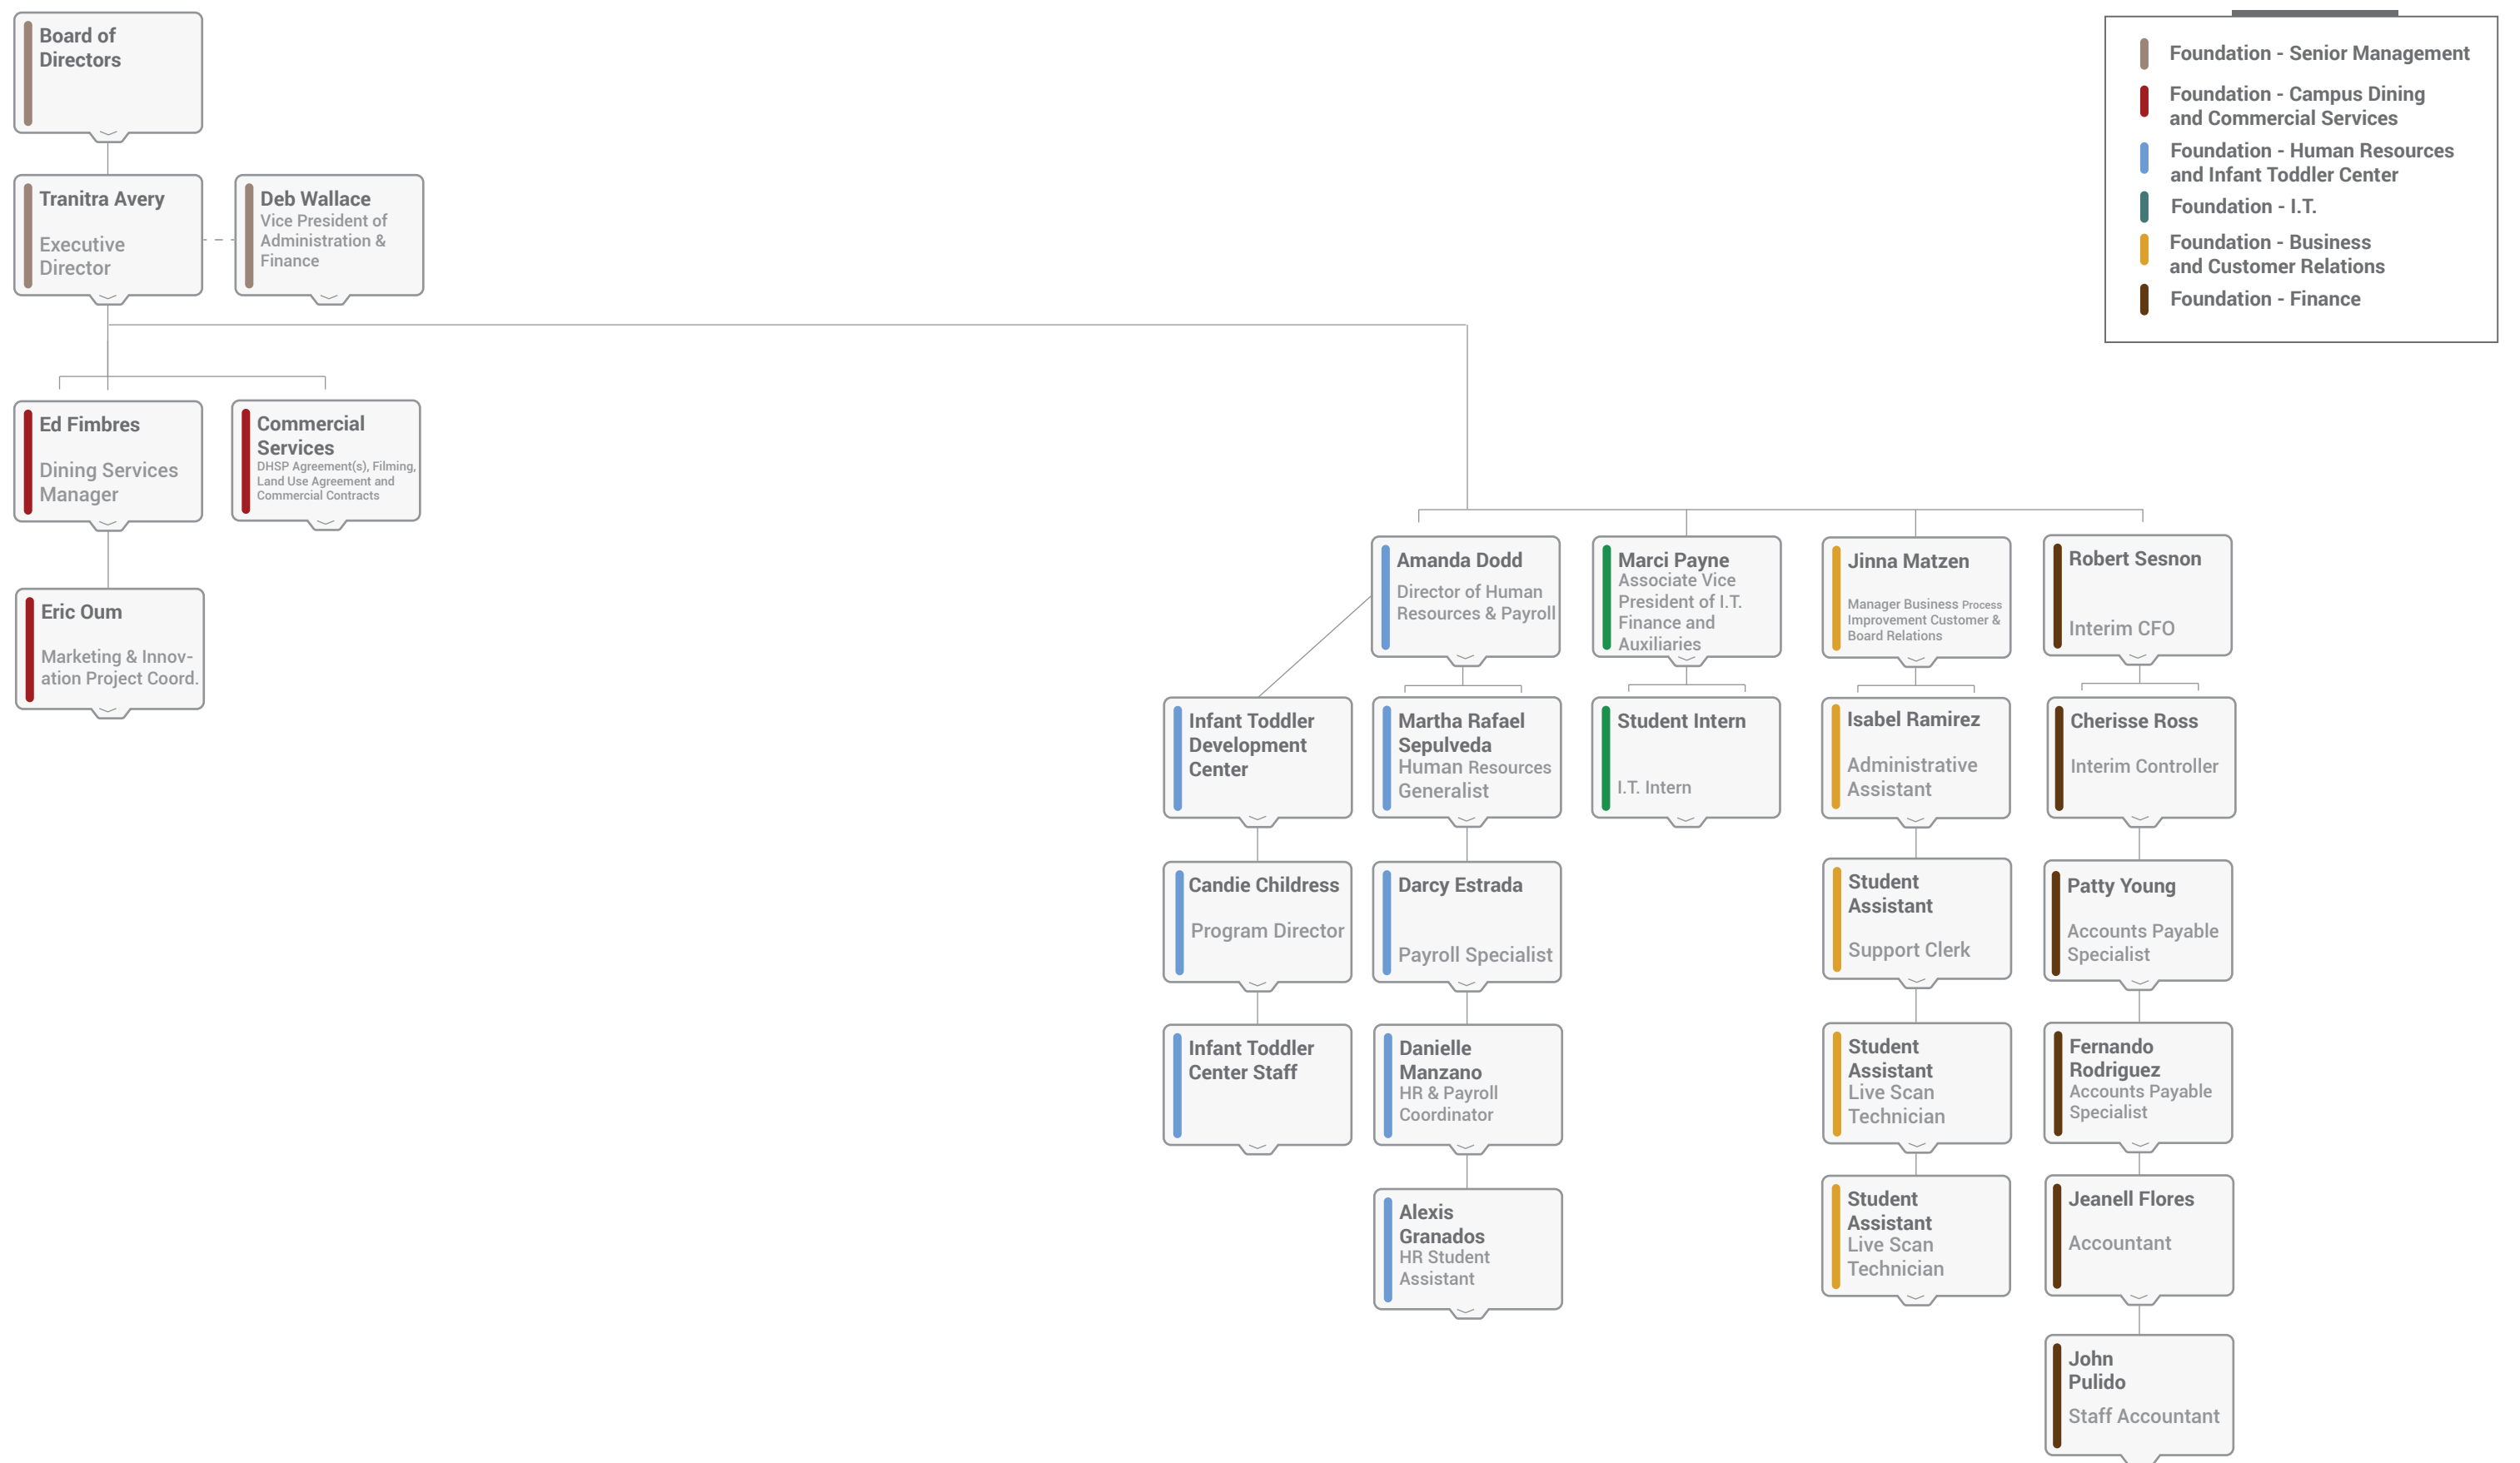 Board of
Directors
Foundation - Senior Management
Foundation - Campus Dining
and Commercial Services
Foundation - Human Resources
and Infant Toddler Center
Foundation - I.T.
Foundation - Business
and Customer Relations
Foundation - Finance
Tranitra Avery
Executive
Director
Deb Wallace
Vice President of
Administration &
Finance
Ed Fimbres
Dining Services
Manager
Commercial
Services
DHSP Agreement(s), Filming,
Land Use Agreement and
Commercial Contracts
Eric Oum
Marketing & Innov-
ation Project Coord.
Amanda Dodd
Director of Human
Resources & Payroll
Marci Payne
Associate Vice
President of I.T.
Finance and
Auxiliaries
Jinna Matzen
Manager Business Process
Improvement Customer &
Board Relations
Robert Sesnon
Interim CFO
Infant Toddler
Development
Center
Martha Rafael
Sepulveda
Human Resources
Generalist
Student Intern
I.T. Intern
Isabel Ramirez
Administrative
Assistant
Cherisse Ross
Interim Controller
Candie Childress
Program Director
Darcy Estrada
Payroll Specialist
Student
Assistant
Support Clerk
Patty Young
Accounts Payable
Specialist
Infant Toddler
Center Staff
Danielle
Manzano
HR & Payroll
Coordinator
Student
Assistant
Live Scan
Technician
Fernando
Rodriguez
Accounts Payable
Specialist
Alexis
Granados
HR Student
Assistant
Student
Assistant
Live Scan
Technician
Jeanell Flores
Accountant
John
Pulido
Staff Accountant